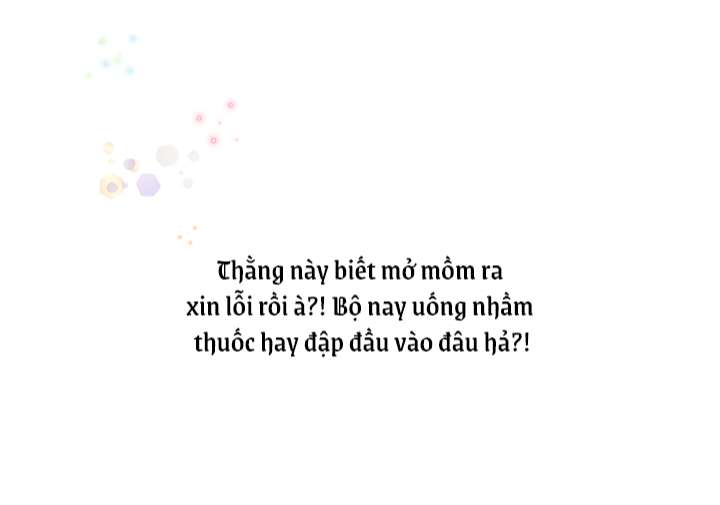 Thằng này biết mở mồm ra
xin lỗi rồi à?! Bộ nay uống nhầm
thuốc hay đập đầu vào đâu hả?!